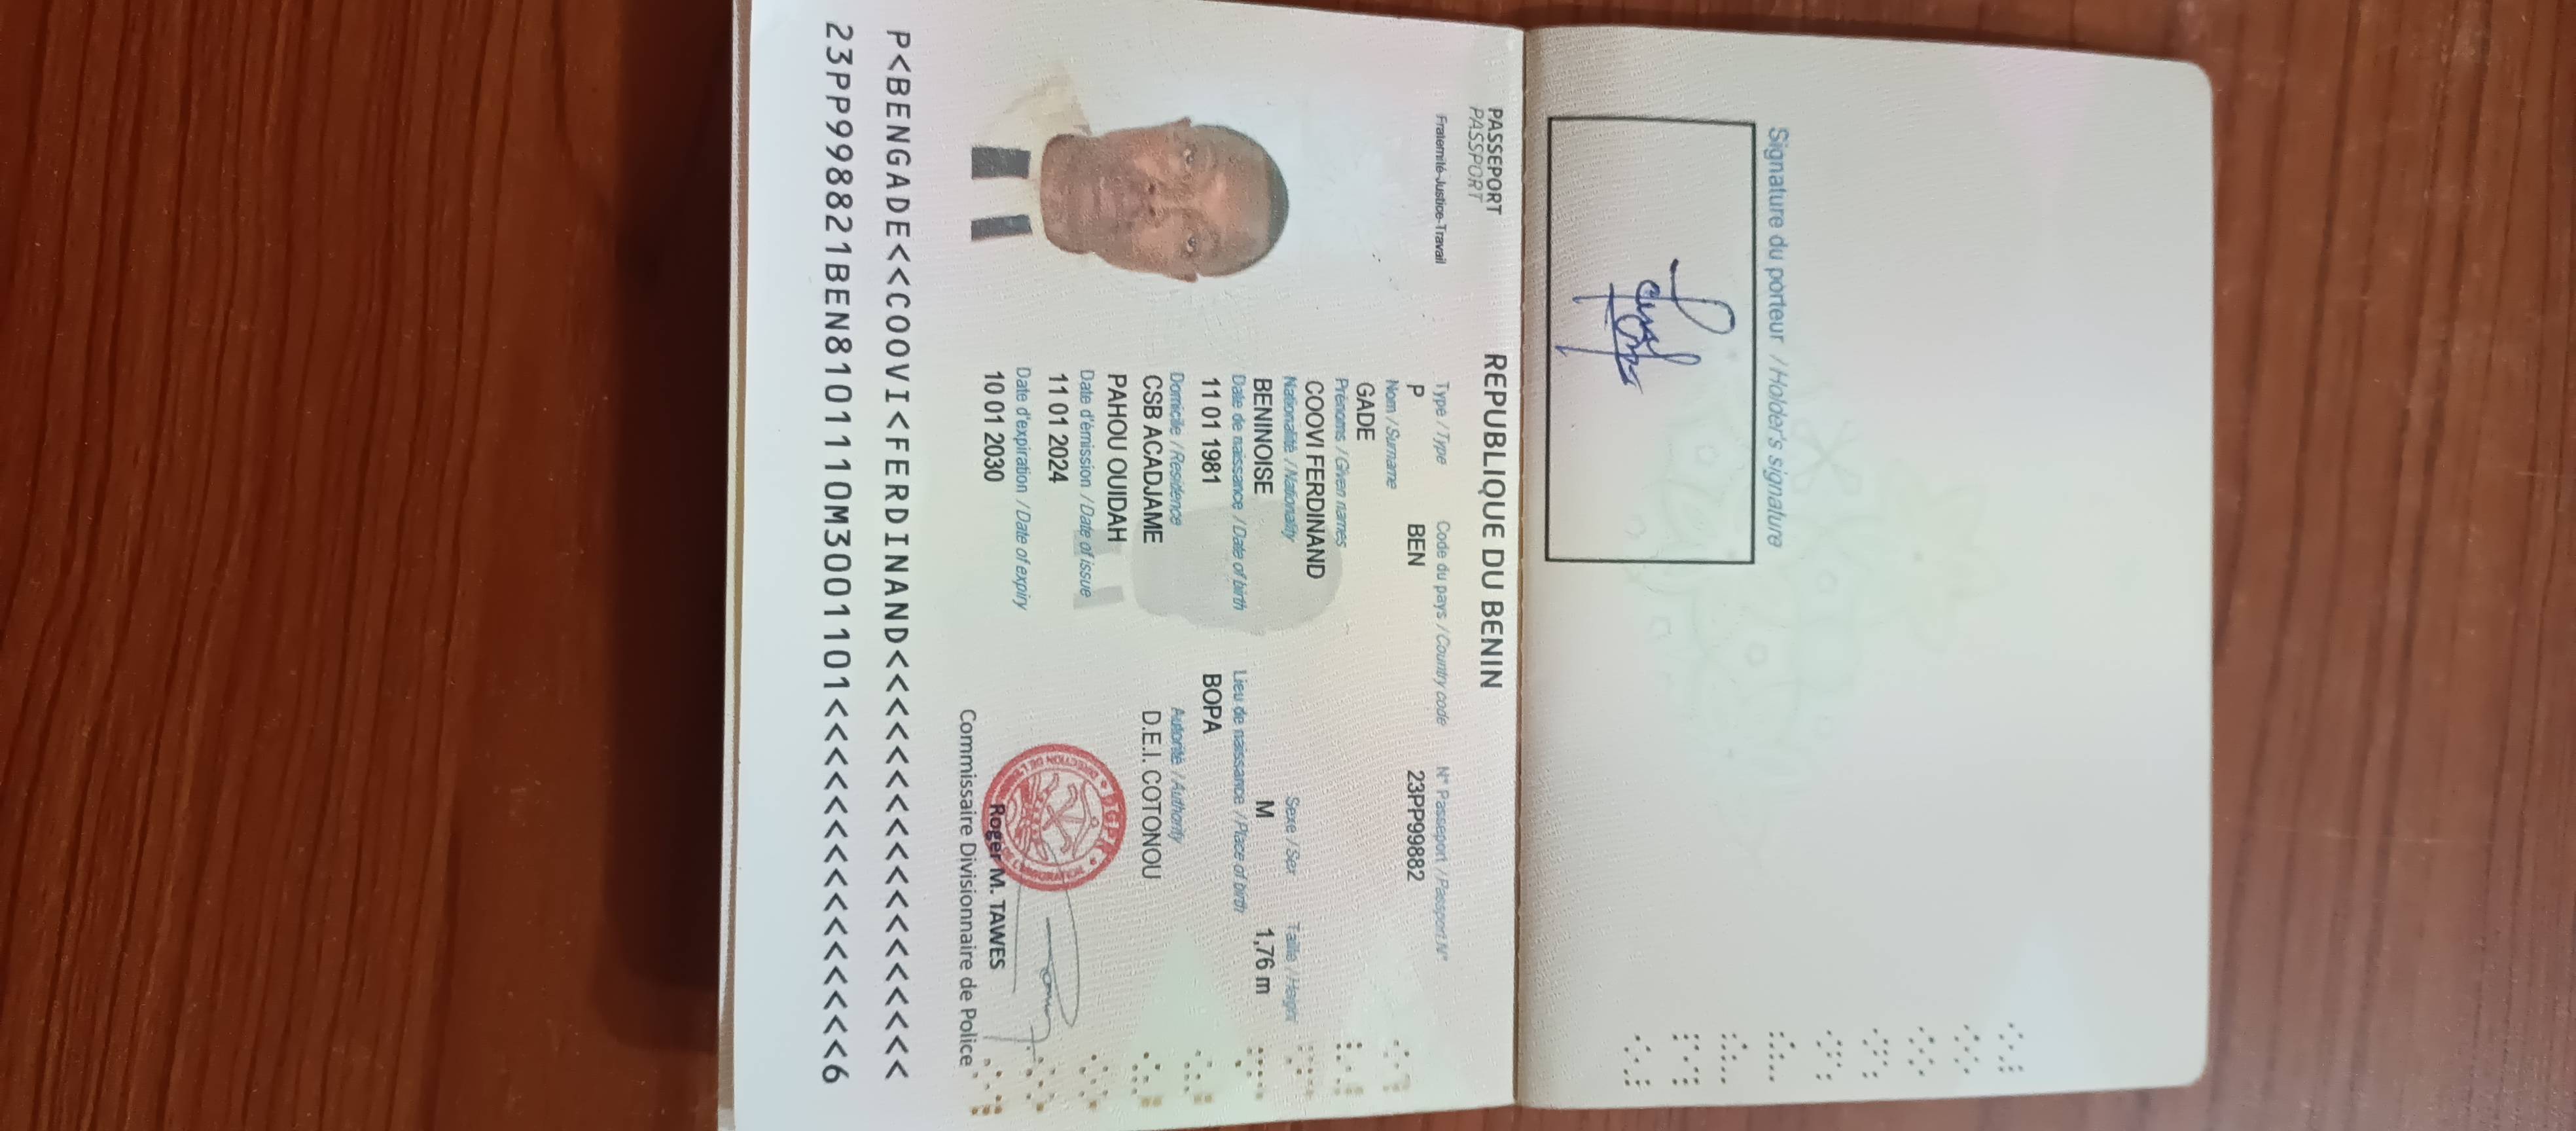 Signature du porteur / Holder's signature
PASSEPORT
PASSPORT
REPUBLIQUE DU BENIN
Fraternité-Justice-Travail
Type / Type
Code du pays / Country code
N° Passeport / Passport N°
P
BEN
23PP99882
Nom / Surname
GADE
Prénoms / Given names
COOVI FERDINAND
Nationalité / Nationality
Sexe / Sex
Taille / Height
BENINOISE
M
1,76 m
Date de naissance / Date of birth
Lieu de naissance / Place of birth
11 01 1981
BOPA
Domicile / Residence
Autorité / Authority
CSB ACADJAME
D.E.I. COTONOU
PAHOU OUIDAH
Date d'émission / Date of issue
11 01 2024
Date d'expiration / Date of expiry
10 01 2030
Roger M. TAWES
Commissaire Divisionnaire de Police
P<BENGADE<<COOVI<FERDINAND<<<<<<<<<<<<<<<<<<
23PP998821BEN8101110M3001101<<<<<<<<<<<<<<<6